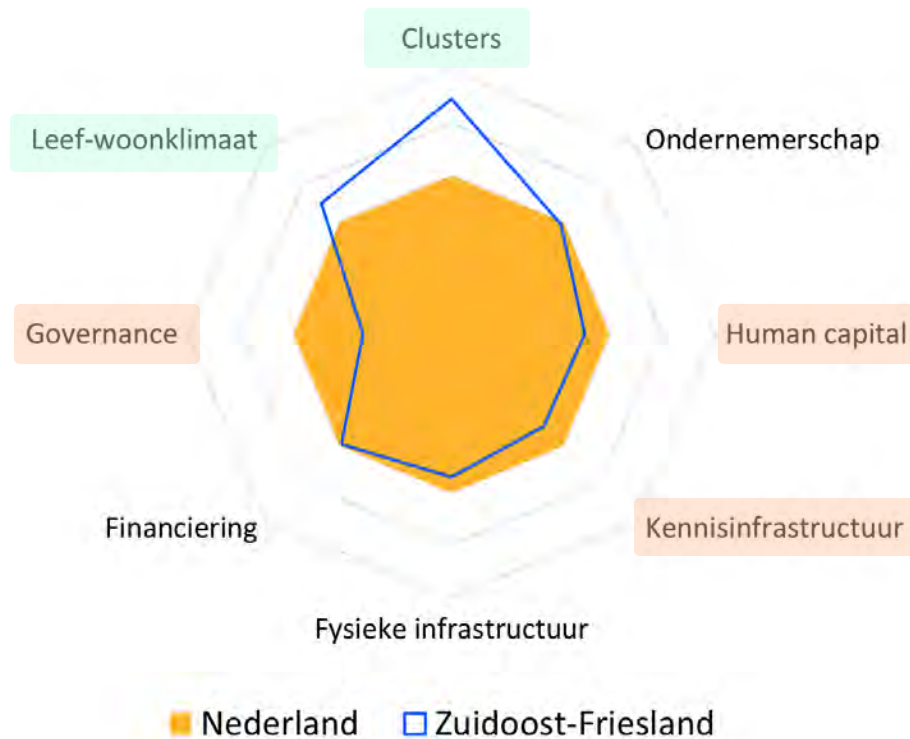 Clusters
Leef-woonklimaat
Ondernemerschap
Governance
Human capital
Financiering
Kennisinfrastructuur
Fysieke infrastructuur
Nederland
Zuidoost-Friesland